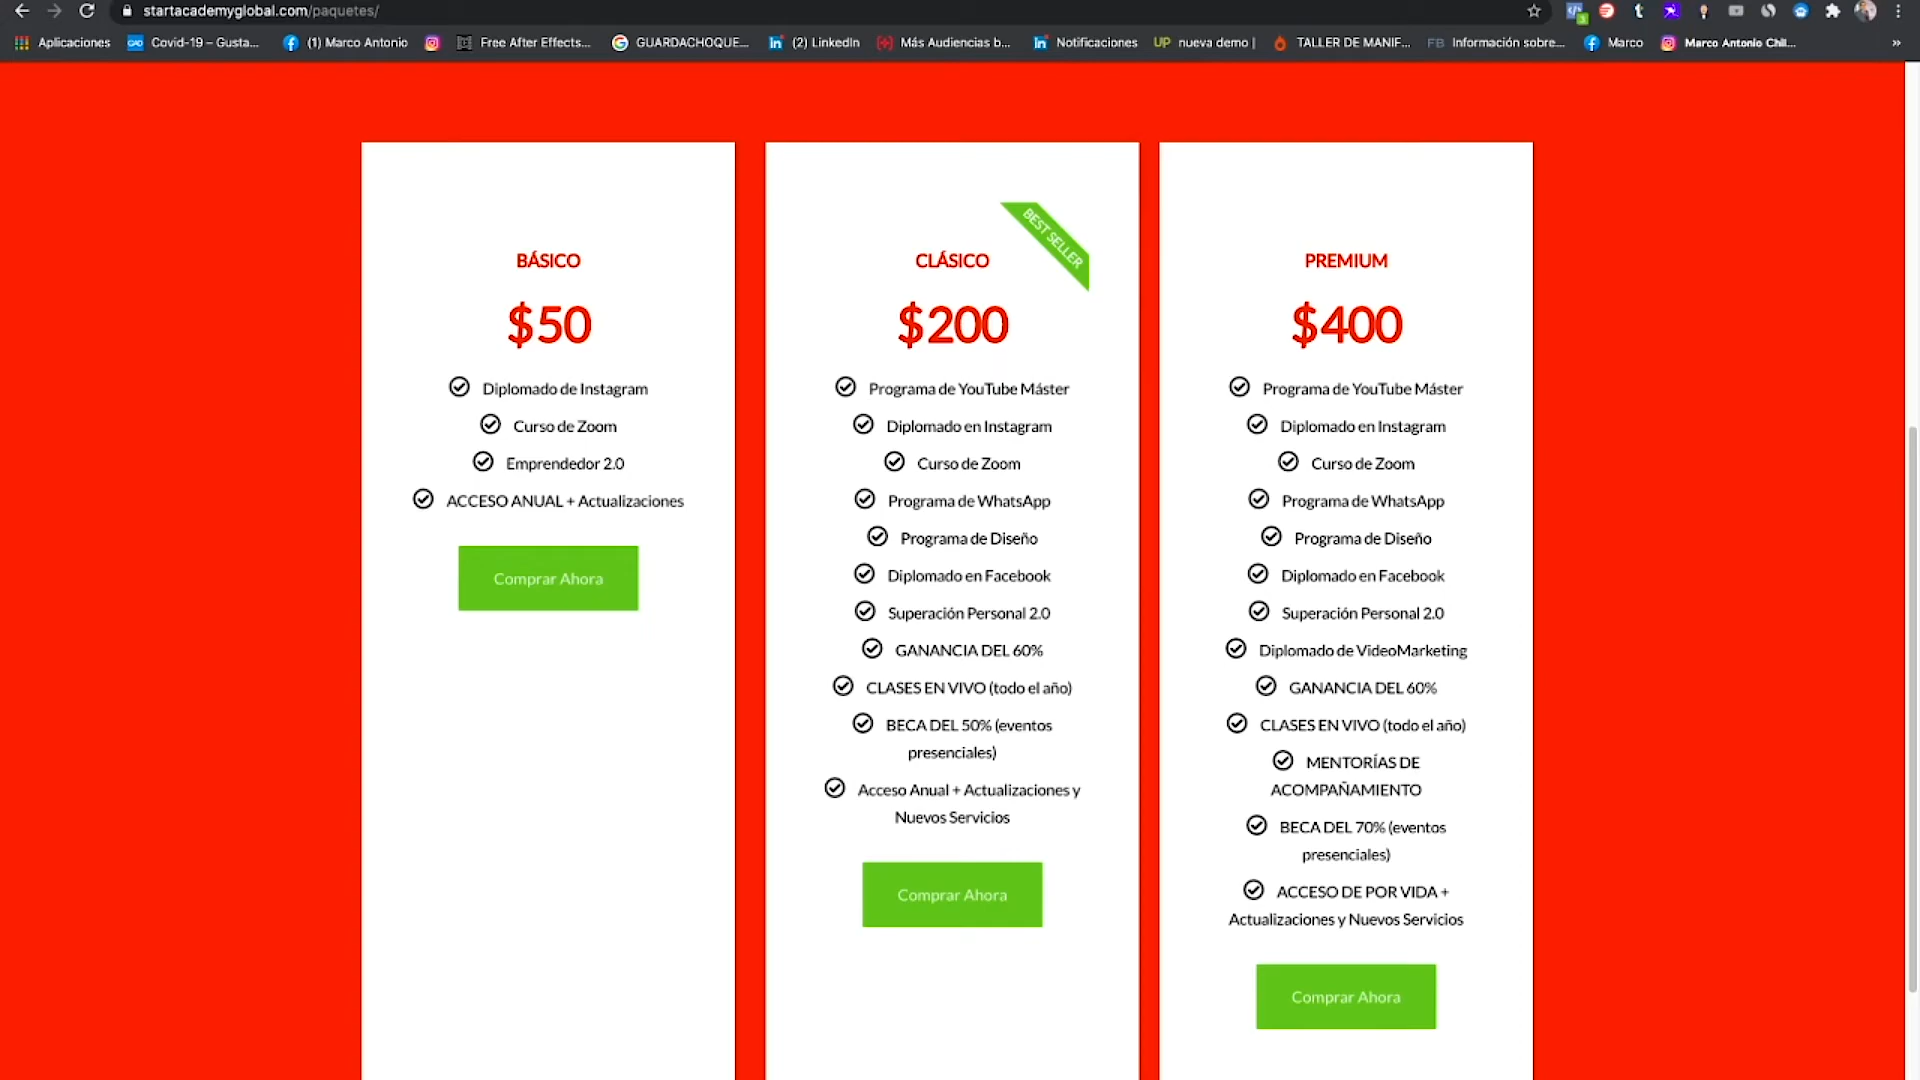 startacademyglobal.com/paquetes/
Aplicaciones
GAD
Covid-19 – Gusta...
(1) Marco Antonio
Free After Effects...
GUARDACHOQUE...
(2) LinkedIn
Más Audiencias b...
Notificaciones
UP nueva demo |
TALLER DE MANIF...
FB Información sobre...
Marco
Marco Antonio Chil...
»
BÁSICO
$50
Diplomado de Instagram
Curso de Zoom
Emprendedor 2.0
ACCESO ANUAL + Actualizaciones
Comprar Ahora
BEST SELLER
CLÁSICO
$200
Programa de YouTube Máster
Diplomado en Instagram
Curso de Zoom
Programa de WhatsApp
Programa de Diseño
Diplomado en Facebook
Superación Personal 2.0
GANANCIA DEL 60%
CLASES EN VIVO (todo el año)
BECA DEL 50% (eventos
presenciales)
Acceso Anual + Actualizaciones y
Nuevos Servicios
Comprar Ahora
PREMIUM
$400
Programa de YouTube Máster
Diplomado en Instagram
Curso de Zoom
Programa de WhatsApp
Programa de Diseño
Diplomado en Facebook
Superación Personal 2.0
Diplomado de VideoMarketing
GANANCIA DEL 60%
CLASES EN VIVO (todo el año)
MENTORÍAS DE
ACOMPAÑAMIENTO
BECA DEL 70% (eventos
presenciales)
ACCESO DE POR VIDA +
Actualizaciones y Nuevos Servicios
Comprar Ahora